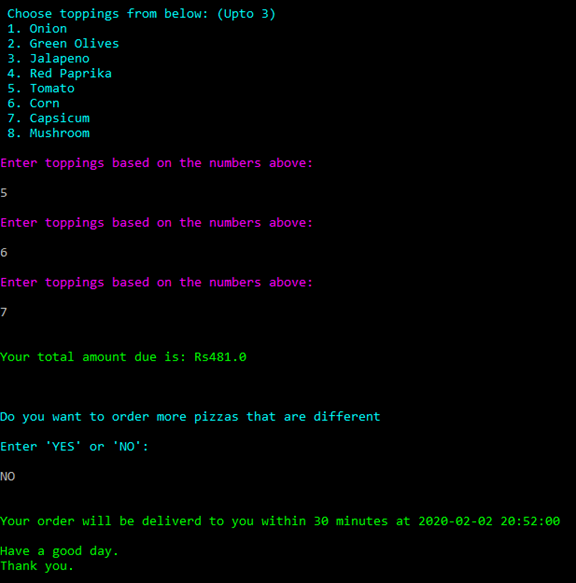 Choose toppings from below: (Upto 3)
1. Onion
2. Green Olives
3. Jalapeno
4. Red Paprika
5. Tomato
6. Corn
7. Capsicum
8. Mushroom
Enter toppings based on the numbers above:
5
Enter toppings based on the numbers above:
6
Enter toppings based on the numbers above:
7
Your total amount due is: Rs481.0
Do you want to order more pizzas that are different
Enter 'YES' or 'NO':
NO
Your order will be deliverd to you within 30 minutes at 2020-02-02 20:52:00
Have a good day.
Thank you.